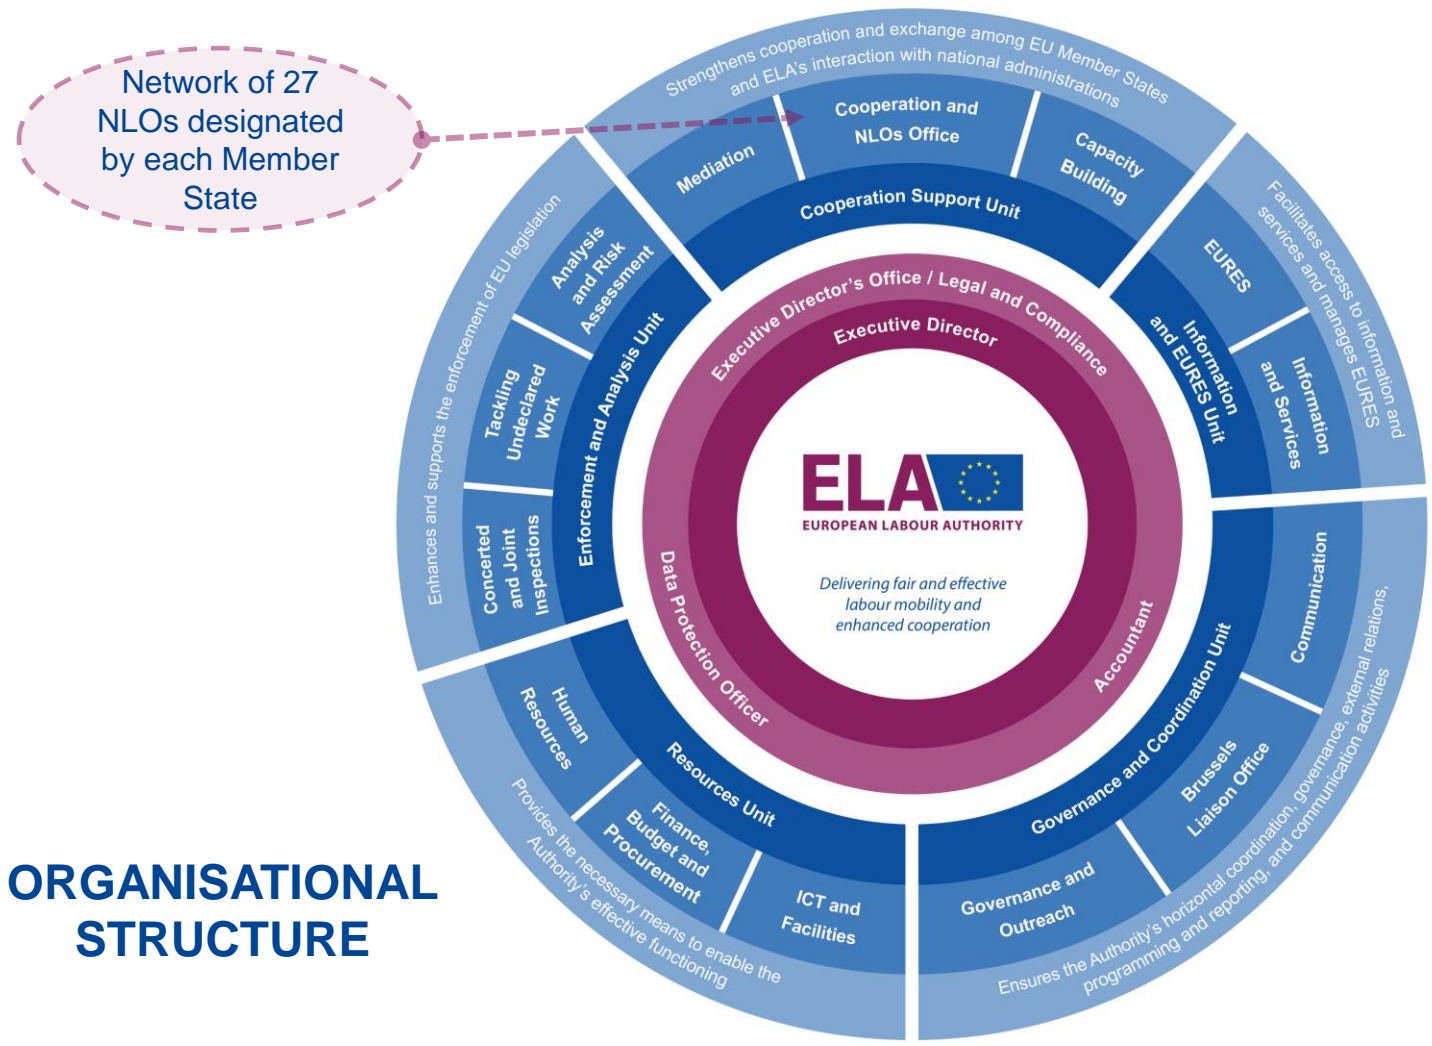 Network of 27
NLOs designated
by each Member
State
Strengthens cooperation and exchange among EU Member States
and ELA's interaction with national administrations
Mediation
Cooperation and
NLOs Office
Capacity
Building
Cooperation Support Unit
Facilitates access to information and
services and manages EURES
EURES
Information
and Services
Information
and EURES Unit
Enhances and supports the enforcement of EU legislation
Analysis
and Risk
Assessment
Tackling
Undeclared
Work
Concerted
and Joint
Inspections
Enforcement and Analysis Unit
Executive Director's Office / Legal and Compliance
Executive Director
Data Protection Officer
Accountant
ELA
EUROPEAN LABOUR AUTHORITY
Delivering fair and effective
labour mobility and
enhanced cooperation
Communication
Brussels
Liaison Office
Governance and
Outreach
Governance and Coordination Unit
Ensures the Authority's horizontal coordination, governance, external relations,
programming and reporting, and communication activities
Resources Unit
Human
Resources
Finance,
Budget and
Procurement
ICT and
Facilities
Provides the necessary means to enable the
Authority's effective functioning
ORGANISATIONAL
STRUCTURE